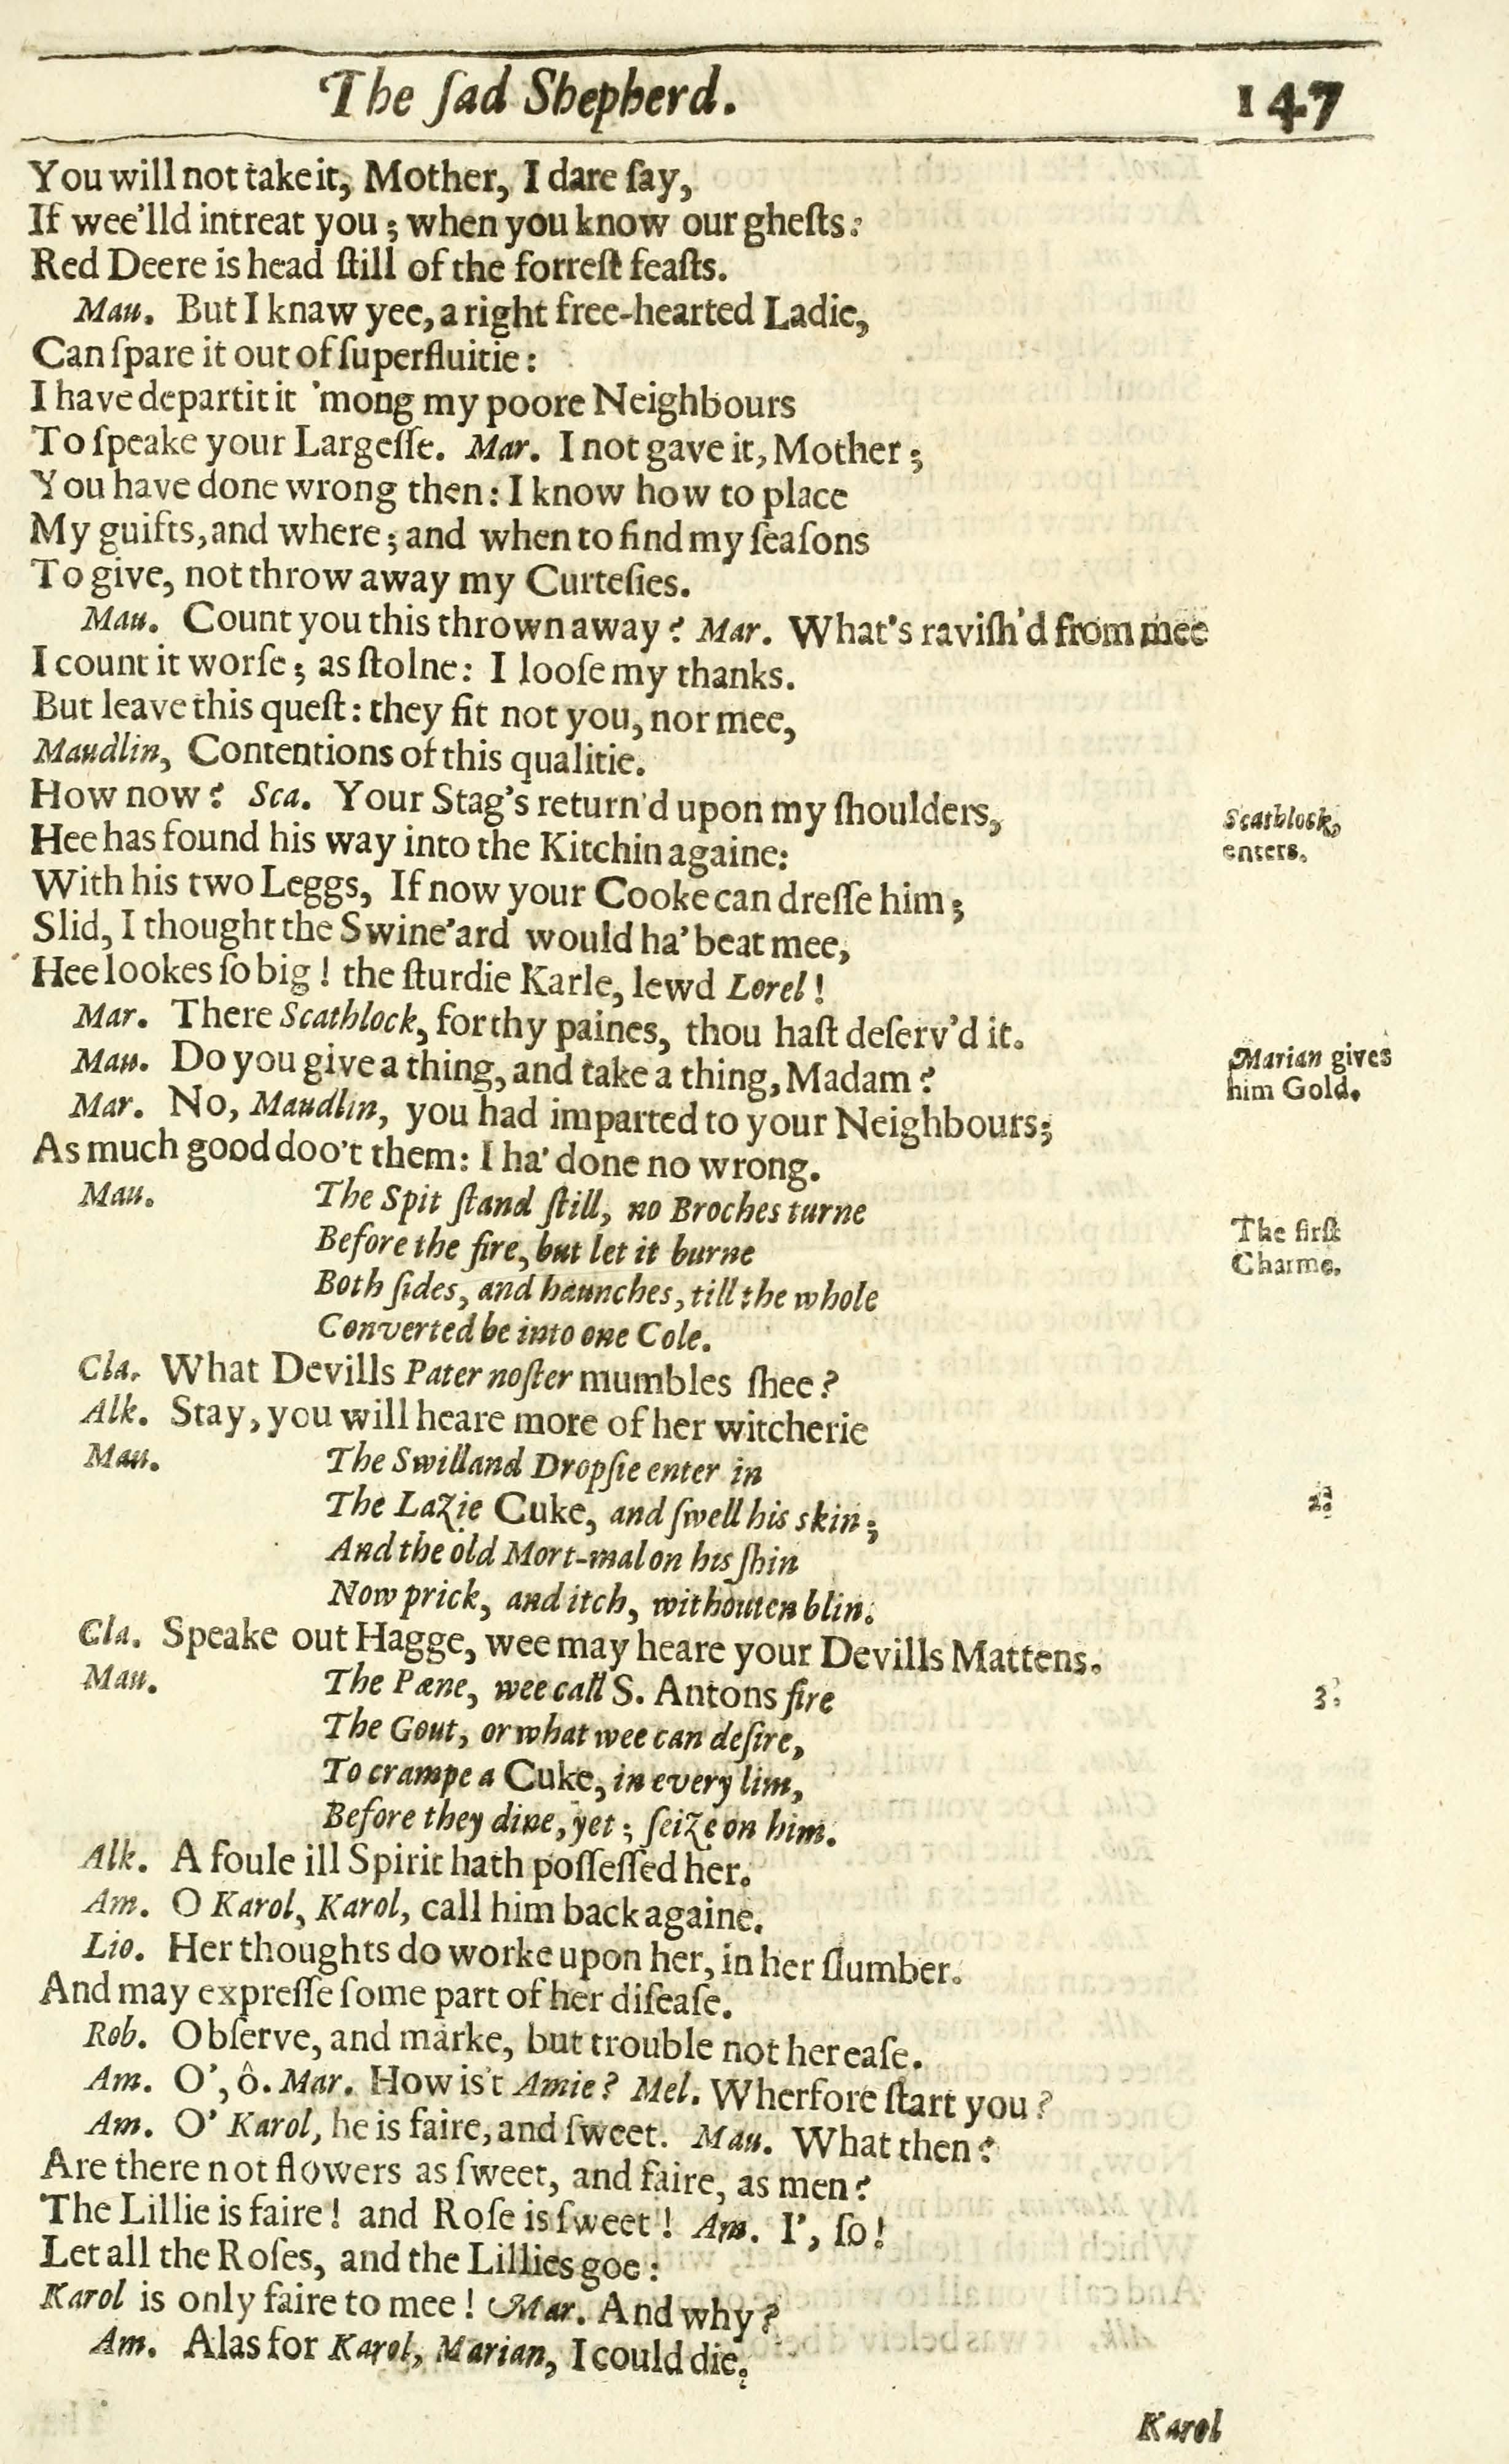 The ſad Shepherd. 147
You will not take it, Mother, I dare ſay,
If wee'lld intreat you; when you know our gheſts:
Red Deere is head ſtill of the forreſt feaſts.
Mau. But I knaw yee, a right free-hearted Ladie,
Can ſpare it out of ſuperfluitie:
I have departit it 'mong my poore Neighbours
To ſpeake your Largeſſe. Mar. I not gave it, Mother;
You have done wrong then: I know how to place
My guifts, and where; and when to find my ſeaſons
To give, not throw away my Curteſies.
Mau. Count you this thrown away? Mar. What's raviſh'd from mee
I count it worſe; as ſtolne: I looſe my thanks.
But leave this queſt: they fit not you, nor mee,
Maudlin, Contentions of this qualitie.
How now? Sca. Your Stag's return'd upon my ſhoulders,
Scathlock,
enters.
Hee has found his way into the Kitchin againe:
With his two Leggs, If now your Cooke can dreſſe him;
Slid, I thought the Swine'ard would ha' beat mee,
Hee lookes ſo big! the ſturdie Karle, lewd Lorel!
Mar. There Scathlock, for thy paines, thou haſt deſerv'd it.
Marian gives
him Gold.
Mau. Do you give a thing, and take a thing, Madam?
Mar. No, Maudlin, you had imparted to your Neighbours;
As much good doo't them: I ha' done no wrong.
Mau. The Spit ſtand ſtill, no Broches turne
The firſt
Charme.
Before the fire, but let it burne
Both ſides, and haunches, till the whole
Converted be into one Cole.
Cla. What Devills Pater noſter mumbles ſhee?
Alk. Stay, you will heare more of her witcherie
Mau. The Swilland Dropſie enter in
2:
The Lazie Cuke, and ſwell his skin;
And the old Mort-mal on his ſhin
Now prick, and itch, withouten blin.
Cla. Speake out Hagge, wee may heare your Devills Mattens.
Mau. The Pæne, wee call S. Antons fire
3:
The Gout, or what wee can deſire,
To crampe a Cuke, in every lim,
Before they dine, yet; ſeize on him.
Alk. A foule ill Spirit hath poſſeſſed her.
Am. O Karol, Karol, call him back againe.
Lio. Her thoughts do worke upon her, in her ſlumber.
And may expreſſe ſome part of her diſeaſe.
Rob. Obſerve, and marke, but trouble not her eaſe.
Am. O', ô. Mar. How is't Amie? Mel. Wherfore ſtart you?
Am. O' Karol, he is faire, and ſweet. Mau. What then?
Are there not flowers as ſweet, and faire, as men?
The Lillie is faire! and Roſe is ſweet! Am. I', ſo!
Let all the Roſes, and the Lillies goe:
Karol is only faire to mee! Mar. And why?
Am. Alas for Karol, Marian, I could die.
Karol